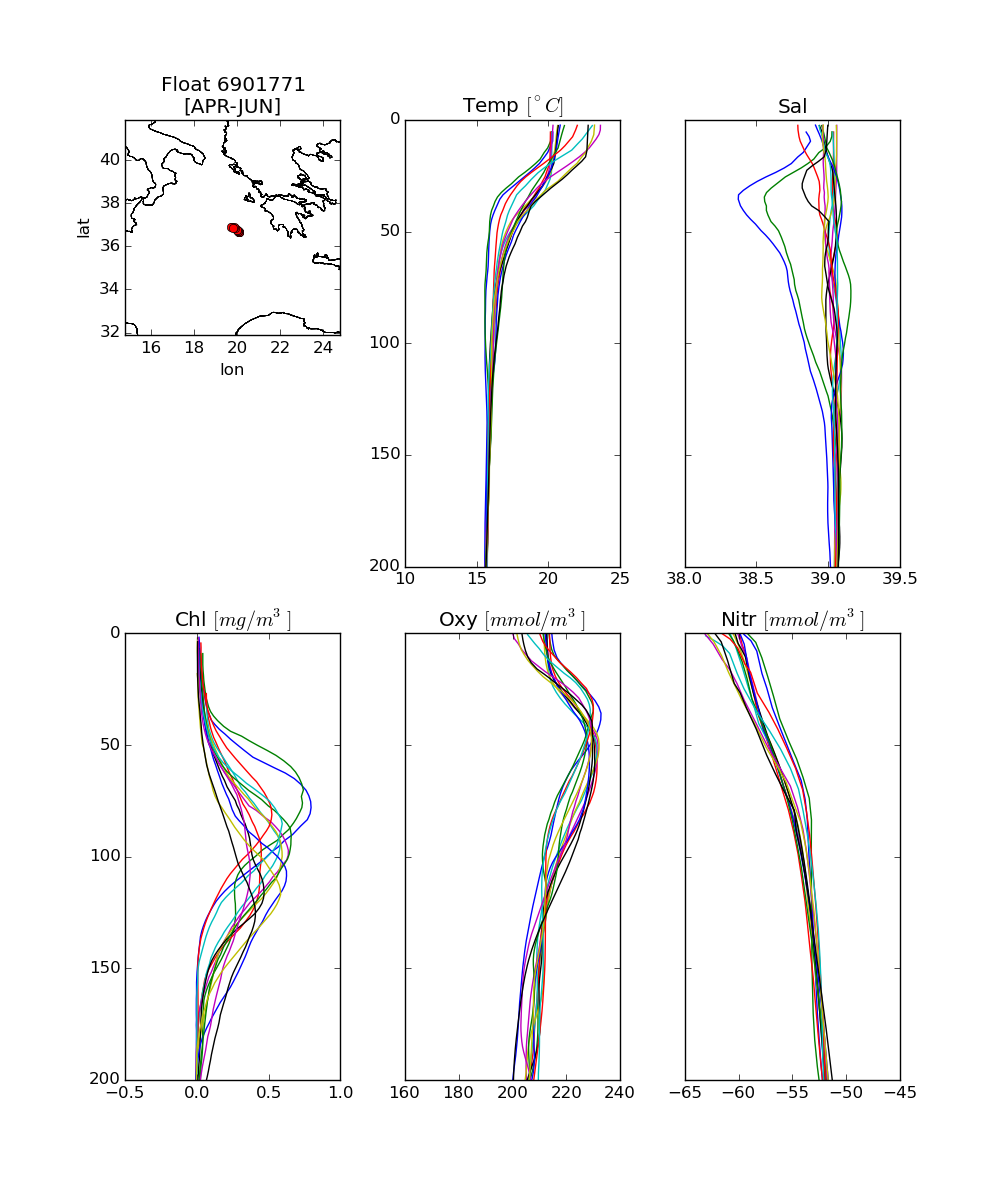 Float 6901771
[APR-JUN]
40
38
36
34
32
16 18 20 22 24
lat
lon
Temp [°C]
0
50
100
150
200
10 15 20 25
Sal
38.0 38.5 39.0 39.5
Chl [mg/m³]
0
50
100
150
200
−0.5 0.0 0.5 1.0
Oxy [mmol/m³]
160 180 200 220 240
Nitr [mmol/m³]
−65 −60 −55 −50 −45